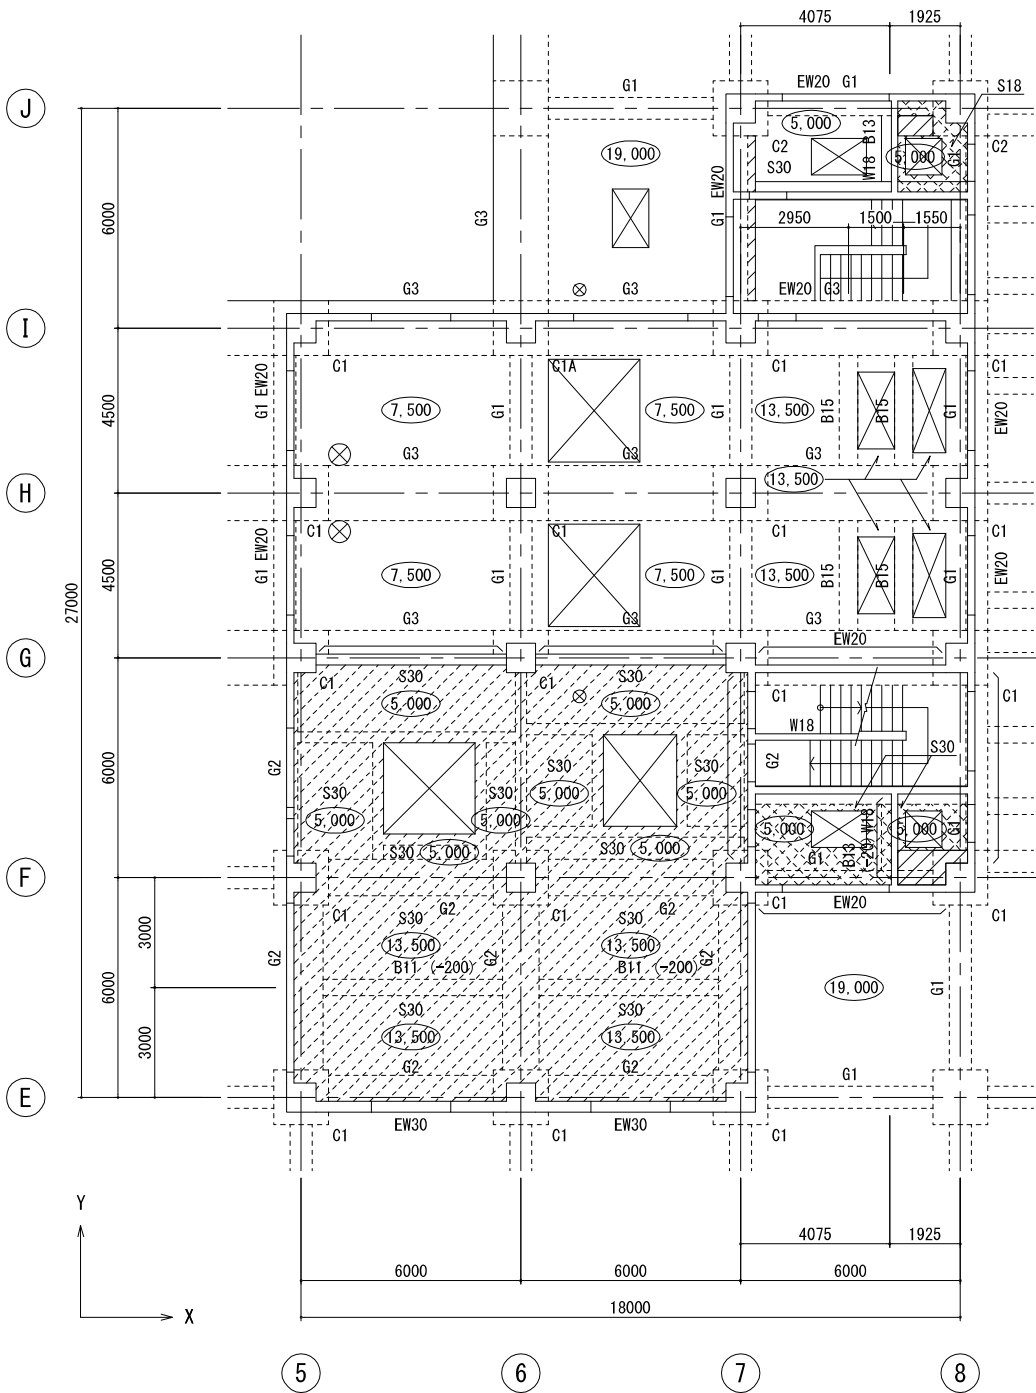 4075 1925
EW20 G1 S18
G1
J
5,000
19,000 C2 B13 5,000 C2
S30 W18 G1
EW20
6000 G3 G1 2950 1500 1550
G3 G3 EW20 G3
I
C1 C1A C1 C1
EW20
G1 7,500 G1 7,500 G1 13,500 B15 B15 G1 EW20
4500
G3 G3 G3
13,500
H
C1 C1 C1 C1
EW20
G1 7,500 G1 7,500 G1 13,500 B15 B15 G1 EW20
4500
27000
G3 G3 G3
EW20
G
S30 S30
C1 5,000 C1 5,000 C1 C1
W18
G2 G2 S30
6000
S30 S30 S30 S30
5,000 5,000 5,000 5,000
5,000 W18 5,000 G1
S30 5,000 S30 5,000 G1 B13 (-20)
F
C1 S30 G2 C1 S30 G2 C1 EW20 C1
3000
13,500 13,500
G2 B11 (-200) G2 B11 (-200) G2
19,000 G1
6000
S30 S30
13,500 13,500
3000
G2 G2 G1
E
EW30 EW30
C1 C1 C1
Y
4075 1925
6000 6000 6000
18000
X
5 6 7 8